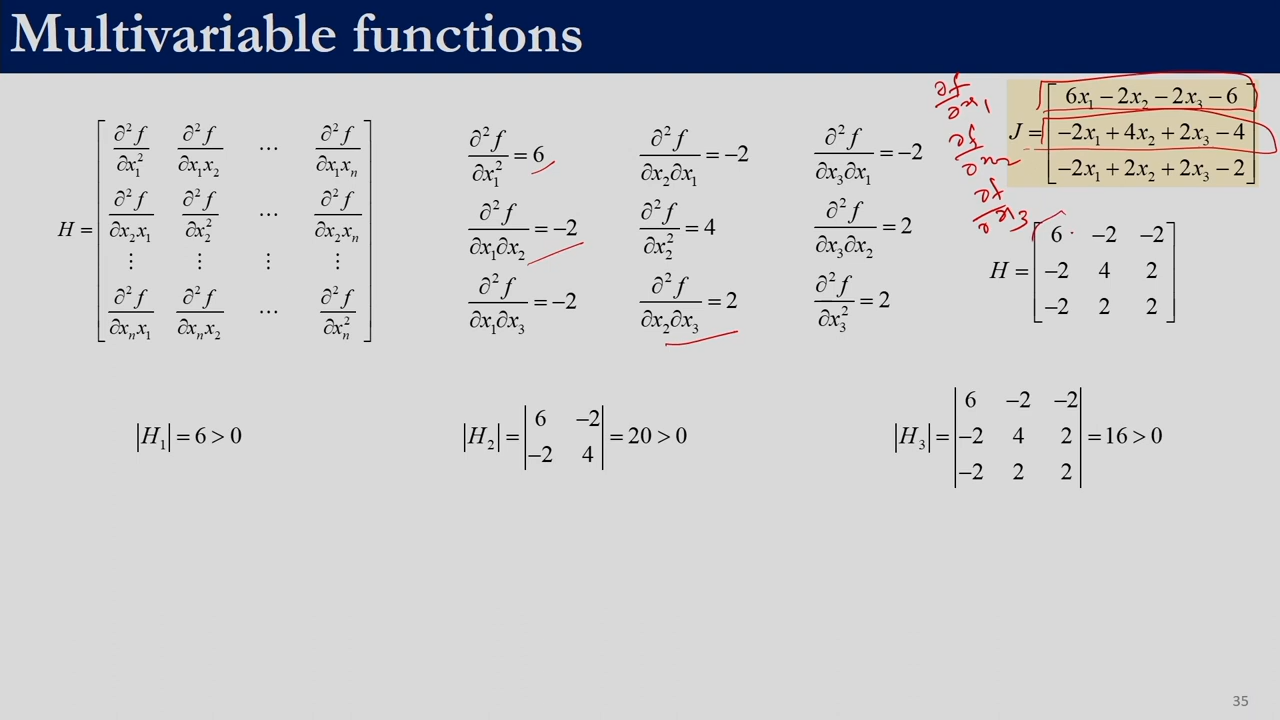 Multivariable functions
H = [ ∂²f/∂x₁² ∂²f/∂x₁x₂ ⋯ ∂²f/∂x₁xₙ
∂²f/∂x₂x₁ ∂²f/∂x₂² ⋯ ∂²f/∂x₂xₙ
⋮ ⋮ ⋮ ⋮
∂²f/∂xₙx₁ ∂²f/∂xₙx₂ ⋯ ∂²f/∂xₙ² ]
∂²f/∂x₁² = 6
∂²f/∂x₁∂x₂ = −2
∂²f/∂x₁∂x₃ = −2
∂²f/∂x₂∂x₁ = −2
∂²f/∂x₂² = 4
∂²f/∂x₂∂x₃ = 2
∂²f/∂x₃∂x₁ = −2
∂²f/∂x₃∂x₂ = 2
∂²f/∂x₃² = 2
∂f/∂x₁
∂f/∂x₂
∂f/∂x₃
J = [ 6x₁ − 2x₂ − 2x₃ − 6
−2x₁ + 4x₂ + 2x₃ − 4
−2x₁ + 2x₂ + 2x₃ − 2 ]
H = [ 6 −2 −2
−2 4 2
−2 2 2 ]
|H₁| = 6 > 0
|H₂| = | 6 −2
−2 4 | = 20 > 0
|H₃| = | 6 −2 −2
−2 4 2
−2 2 2 | = 16 > 0
35